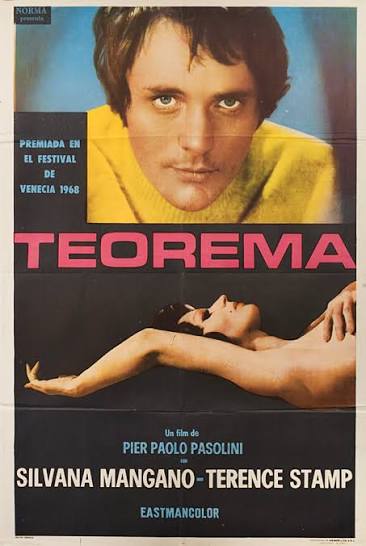 NORMA
presenta
PREMIADA EN
EL FESTIVAL
DE
VENECIA 1968
TEOREMA
Un film de
PIER PAOLO PASOLINI
con
SILVANA MANGANO - TERENCE STAMP
EASTMANCOLOR